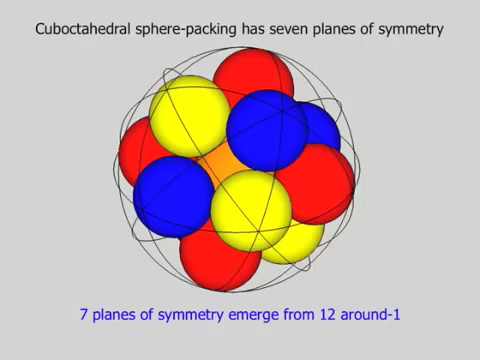 Cuboctahedral sphere-packing has seven planes of symmetry
7 planes of symmetry emerge from 12 around-1